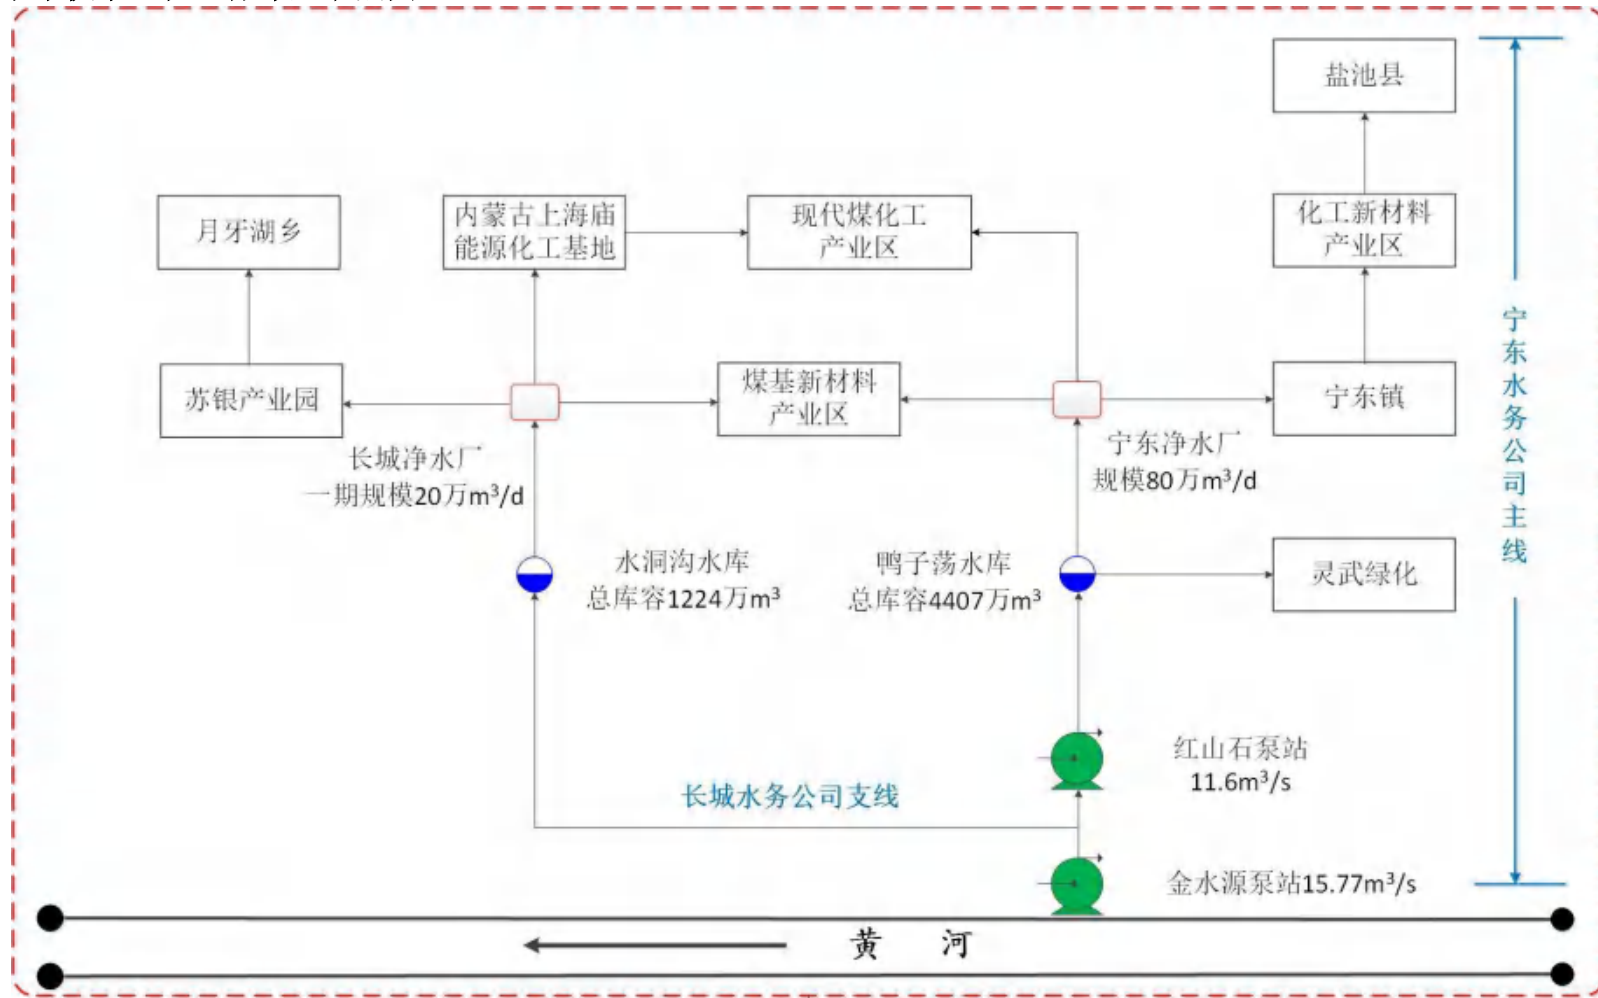 盐池县
月牙湖乡
内蒙古上海庙
能源化工基地
现代煤化工
产业区
化工新材料
产业区
苏银产业园
煤基新材料
产业区
宁东镇
长城净水厂
一期规模20万m³/d
宁东净水厂
规模80万m³/d
宁东水务公司主线
水洞沟水库
总库容1224万m³
鸭子荡水库
总库容4407万m³
灵武绿化
红山石泵站
11.6m³/s
长城水务公司支线
金水源泵站15.77m³/s
黄 河